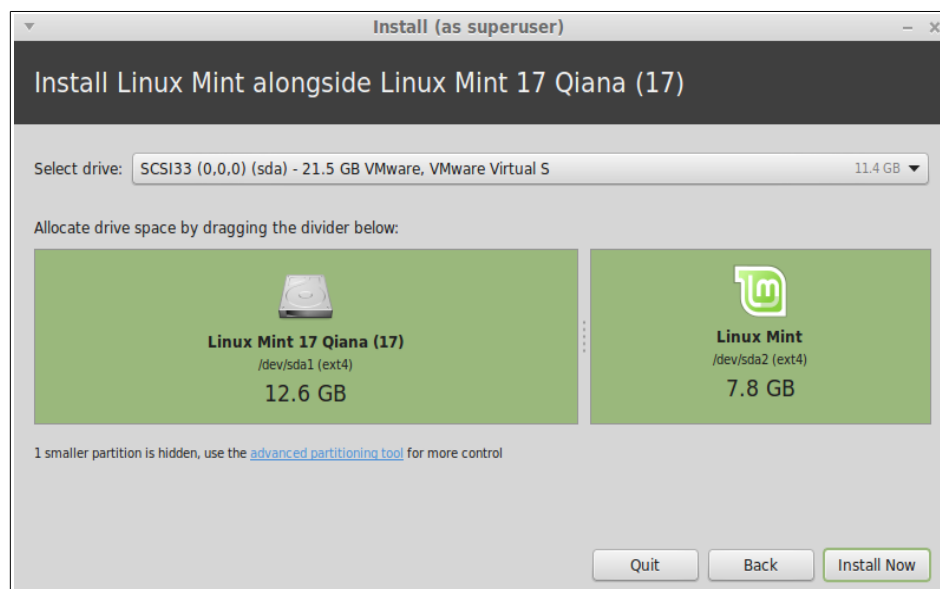 Install (as superuser)
Install Linux Mint alongside Linux Mint 17 Qiana (17)
Select drive: SCSI33 (0,0,0) (sda) - 21.5 GB VMware, VMware Virtual S 11.4 GB
Allocate drive space by dragging the divider below:
Linux Mint 17 Qiana (17)
/dev/sda1 (ext4)
12.6 GB
Linux Mint
/dev/sda2 (ext4)
7.8 GB
1 smaller partition is hidden, use the advanced partitioning tool for more control
Quit Back Install Now